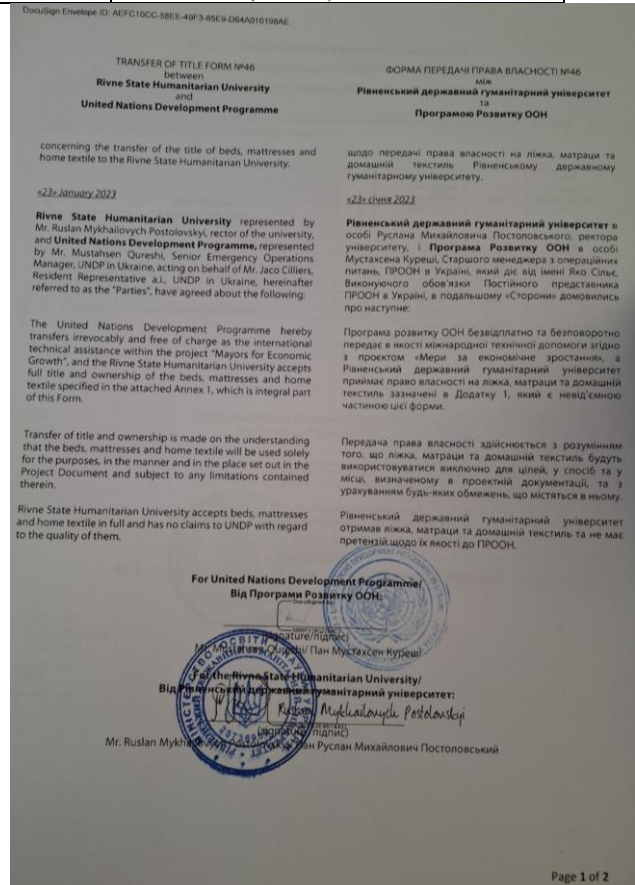 DocuSign Envelope ID: AEFC10CC-58EE-49F3-85E9-D64A010198AE
TRANSFER OF TITLE FORM №46
between
Rivne State Humanitarian University
and
United Nations Development Programme
concerning the transfer of the title of beds, mattresses and
home textile to the Rivne State Humanitarian University.
«23» January 2023
Rivne State Humanitarian University represented by
Mr. Ruslan Mykhailovych Postolovskyi, rector of the university,
and United Nations Development Programme, represented
by Mr. Mustahsen Qureshi, Senior Emergency Operations
Manager, UNDP in Ukraine, acting on behalf of Mr. Jaco Cilliers,
Resident Representative a.i., UNDP in Ukraine, hereinafter
referred to as the "Parties", have agreed about the following:
The United Nations Development Programme hereby
transfers irrevocably and free of charge as the international
technical assistance within the project "Mayors for Economic
Growth", and the Rivne State Humanitarian University accepts
full title and ownership of the beds, mattresses and home
textile specified in the attached Annex 1, which is integral part
of this Form.
Transfer of title and ownership is made on the understanding
that the beds, mattresses and home textile will be used solely
for the purposes, in the manner and in the place set out in the
Project Document and subject to any limitations contained
therein.
Rivne State Humanitarian University accepts beds, mattresses
and home textile in full and has no claims to UNDP with regard
to the quality of them.
ФОРМА ПЕРЕДАЧІ ПРАВА ВЛАСНОСТІ №46
між
Рівненський державний гуманітарний університет
та
Програмою Розвитку ООН
щодо передачі права власності на ліжка, матраци та
домашній текстиль Рівненському державному
гуманітарному університету.
«23» січня 2023
Рівненський державний гуманітарний університет в
особі Руслана Михайловича Постоловського, ректора
університету, і Програма Розвитку ООН в особі
Мустахсена Куреші, Старшого менеджера з операційних
питань, ПРООН в Україні, який діє від імені Яко Сільє,
Виконуючого обов'язки Постійного представника
ПРООН в Україні, в подальшому «Сторони» домовились
про наступне:
Програма розвитку ООН безвідплатно та безповоротно
передає в якості міжнародної технічної допомоги згідно
з проєктом «Мери за економічне зростання», а
Рівненський державний гуманітарний університет
приймає право власності на ліжка, матраци та домашній
текстиль зазначені в Додатку 1, який є невід'ємною
частиною цієї форми.
Передача права власності здійснюється з розумінням
того, що ліжка, матраци та домашній текстиль будуть
використовуватися виключно для цілей, у спосіб та у
місці, визначеному в проектній документації, та з
урахуванням будь-яких обмежень, що містяться в ньому.
Рівненський державний гуманітарний університет
отримав ліжка, матраци та домашній текстиль та не має
претензій щодо їх якості до ПРООН.
For United Nations Development Programme/
Від Програми Розвитку ООН:
(signature/підпис)
Mr. Mustahsen Qureshi/ Пан Мустахсен Куреші
For the Rivne State Humanitarian University/
Від Рівненський державний гуманітарний університет:
Ruslan Mykhailovych Postolovskyi
(signature/підпис)
Mr. Ruslan Mykhailovych Postolovskyi/ Пан Руслан Михайлович Постоловський
Page 1 of 2